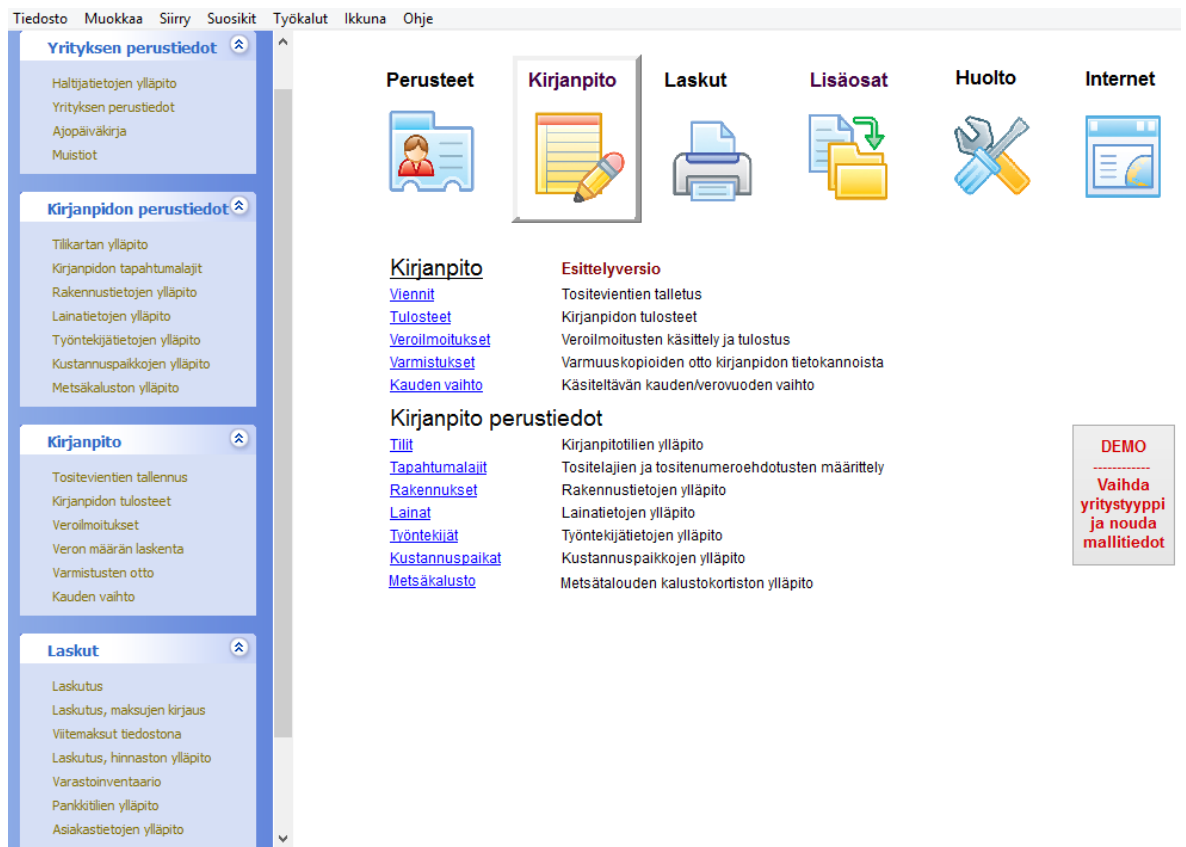 Tiedosto Muokkaa Siirry Suosikit Työkalut Ikkuna Ohje
Yrityksen perustiedot
Haltijatietojen ylläpito
Yrityksen perustiedot
Ajopäiväkirja
Muistiot
Kirjanpidon perustiedot
Tilikartan ylläpito
Kirjanpidon tapahtumalajit
Rakennustietojen ylläpito
Lainatietojen ylläpito
Työntekijätietojen ylläpito
Kustannuspaikkojen ylläpito
Metsäkaluston ylläpito
Kirjanpito
Tositevientien tallennus
Kirjanpidon tulosteet
Veroilmoitukset
Veron määrän laskenta
Varmistusten otto
Kauden vaihto
Laskut
Laskutus
Laskutus, maksujen kirjaus
Viitemaksut tiedostona
Laskutus, hinnaston ylläpito
Varastoinventaario
Pankkitilien ylläpito
Asiakastietojen ylläpito
Perusteet Kirjanpito Laskut Lisäosat Huolto Internet
Kirjanpito Esittelyversio
Viennit Tositevientien talletus
Tulosteet Kirjanpidon tulosteet
Veroilmoitukset Veroilmoitusten käsittely ja tulostus
Varmistukset Varmuuskopioiden otto kirjanpidon tietokannoista
Kauden vaihto Käsiteltävän kauden/verovuoden vaihto
Kirjanpito perustiedot
Tilit Kirjanpitotilien ylläpito
Tapahtumalajit Tositelajien ja tositenumeroehdotusten määrittely
Rakennukset Rakennustietojen ylläpito
Lainat Lainatietojen ylläpito
Työntekijät Työntekijätietojen ylläpito
Kustannuspaikat Kustannuspaikkojen ylläpito
Metsäkalusto Metsätalouden kalustokortiston ylläpito
DEMO
------------
Vaihda
yritystyyppi
ja nouda
mallitiedot